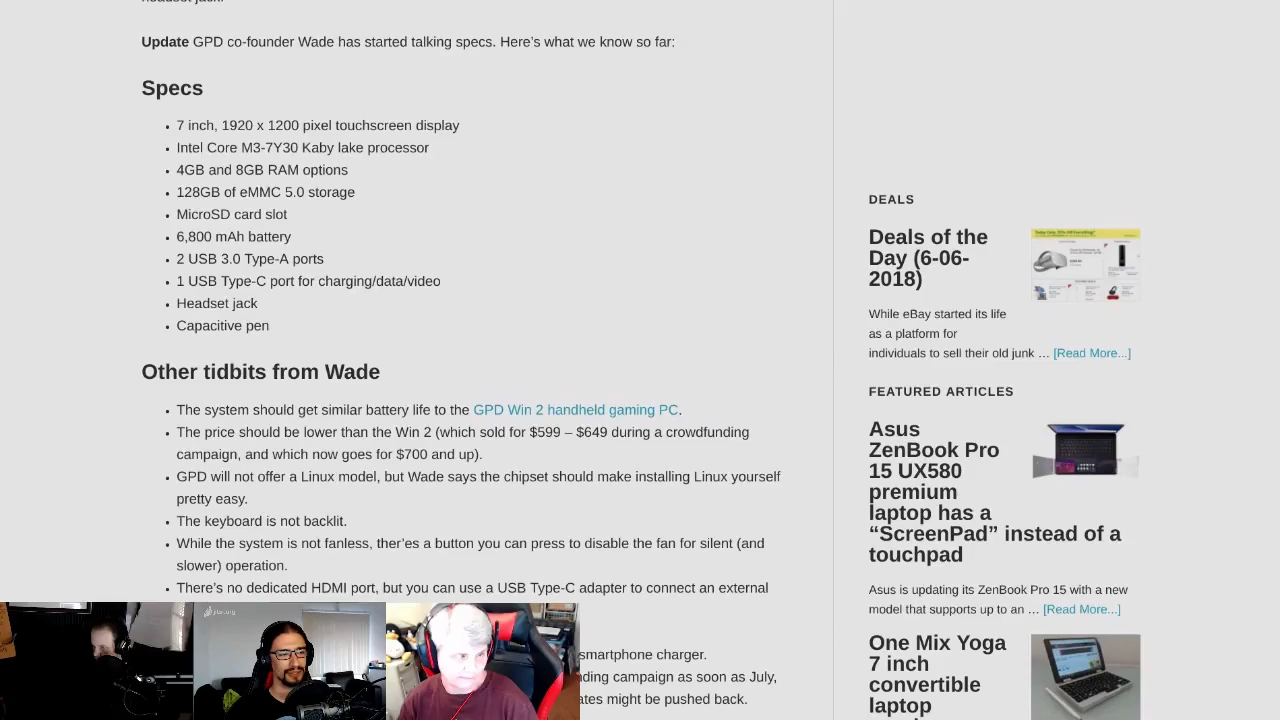 Update GPD co-founder Wade has started talking specs. Here's what we know so far:
Specs
7 inch, 1920 x 1200 pixel touchscreen display
Intel Core M3-7Y30 Kaby lake processor
4GB and 8GB RAM options
128GB of eMMC 5.0 storage
MicroSD card slot
6,800 mAh battery
2 USB 3.0 Type-A ports
1 USB Type-C port for charging/data/video
Headset jack
Capacitive pen
Other tidbits from Wade
The system should get similar battery life to the GPD Win 2 handheld gaming PC.
The price should be lower than the Win 2 (which sold for $599 – $649 during a crowdfunding
campaign, and which now goes for $700 and up).
GPD will not offer a Linux model, but Wade says the chipset should make installing Linux yourself
pretty easy.
The keyboard is not backlit.
While the system is not fanless, ther'es a button you can press to disable the fan for silent (and
slower) operation.
There's no dedicated HDMI port, but you can use a USB Type-C adapter to connect an external
smartphone charger.
nding campaign as soon as July,
ates might be pushed back.
DEALS
Deals of the
Day (6-06-
2018)
While eBay started its life
as a platform for
individuals to sell their old junk … [Read More...]
FEATURED ARTICLES
Asus
ZenBook Pro
15 UX580
premium
laptop has a
“ScreenPad” instead of a
touchpad
Asus is updating its ZenBook Pro 15 with a new
model that supports up to an … [Read More...]
One Mix Yoga
7 inch
convertible
laptop